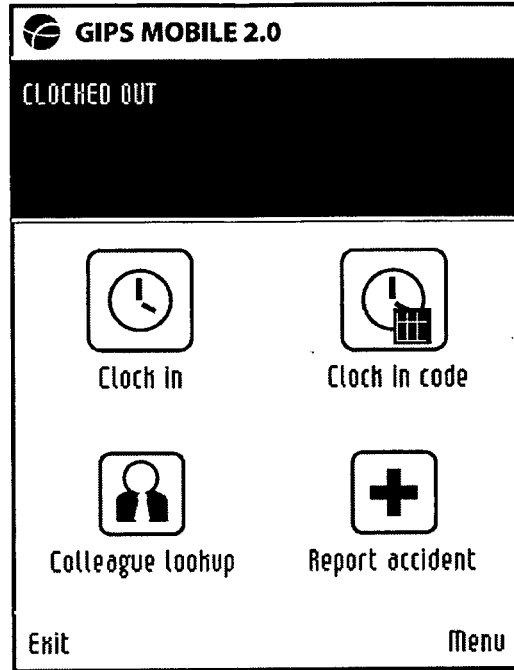 GIPS MOBILE 2.0
CLOCKED OUT
Clock in
Clock in code
Colleague lookup
Report accident
Exit
Menu